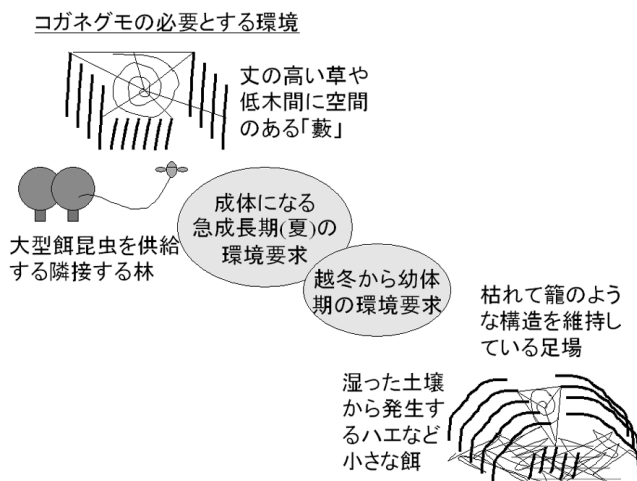 コガネグモの必要とする環境
丈の高い草や
低木間に空間
のある「藪」
大型餌昆虫を供給
する隣接する林
成体になる
急成長期(夏)の
環境要求
越冬から幼体
期の環境要求
枯れて籠のよう
な構造を維持し
ている足場
湿った土壌
から発生す
るハエなど
小さな餌